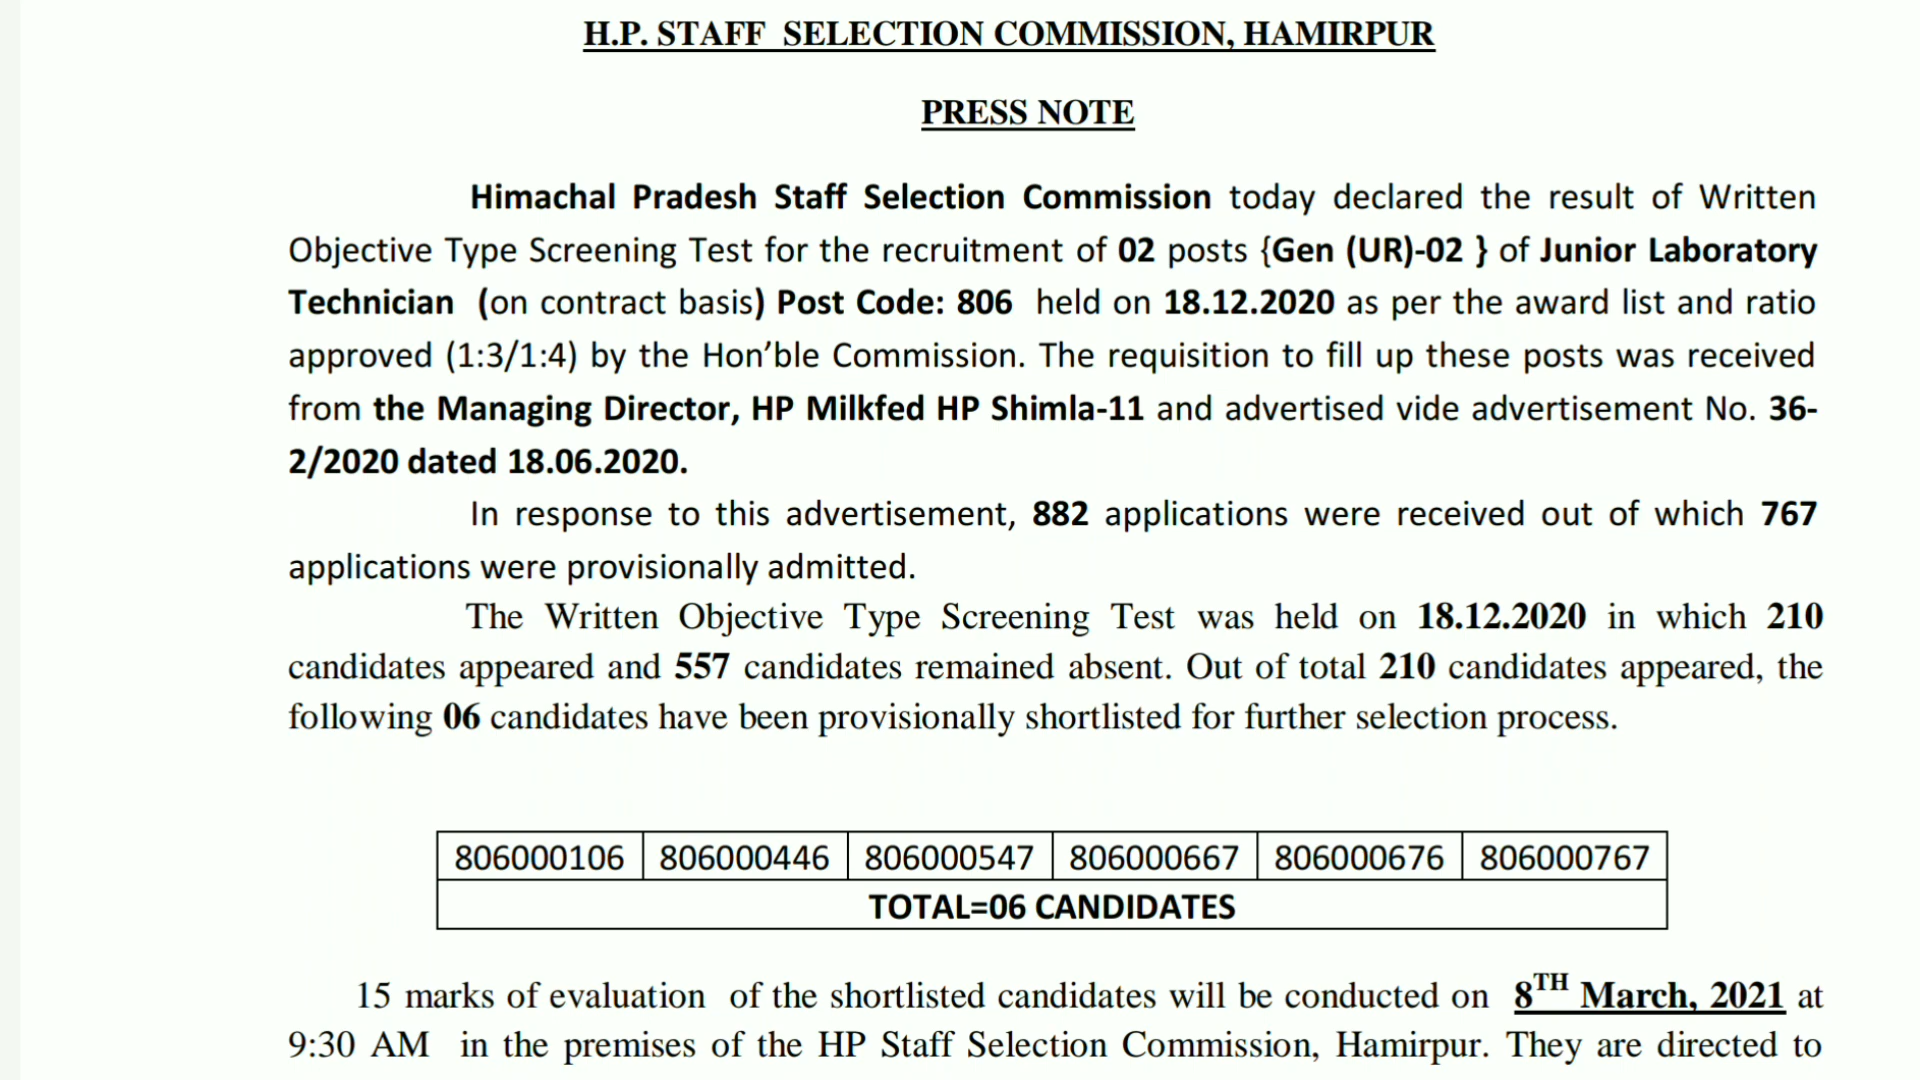 H.P. STAFF SELECTION COMMISSION, HAMIRPUR
PRESS NOTE
Himachal Pradesh Staff Selection Commission today declared the result of Written
Objective Type Screening Test for the recruitment of 02 posts {Gen (UR)-02 } of Junior Laboratory
Technician (on contract basis) Post Code: 806 held on 18.12.2020 as per the award list and ratio
approved (1:3/1:4) by the Hon’ble Commission. The requisition to fill up these posts was received
from the Managing Director, HP Milkfed HP Shimla-11 and advertised vide advertisement No. 36-
2/2020 dated 18.06.2020.
In response to this advertisement, 882 applications were received out of which 767
applications were provisionally admitted.
The Written Objective Type Screening Test was held on 18.12.2020 in which 210
candidates appeared and 557 candidates remained absent. Out of total 210 candidates appeared, the
following 06 candidates have been provisionally shortlisted for further selection process.
806000106 806000446 806000547 806000667 806000676 806000767
TOTAL=06 CANDIDATES
15 marks of evaluation of the shortlisted candidates will be conducted on 8TH March, 2021 at
9:30 AM in the premises of the HP Staff Selection Commission, Hamirpur. They are directed to